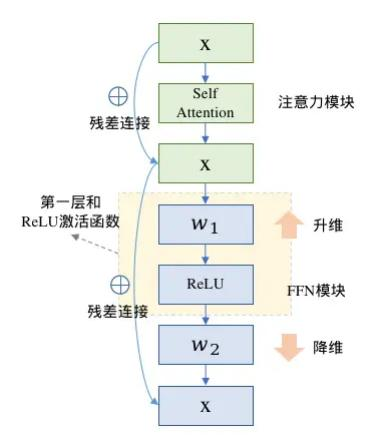 x
Self
Attention
注意力模块
⊕
残差连接
x
第一层和
ReLU激活函数
w₁
升维
ReLU
FFN模块
⊕
残差连接
w₂
降维
x